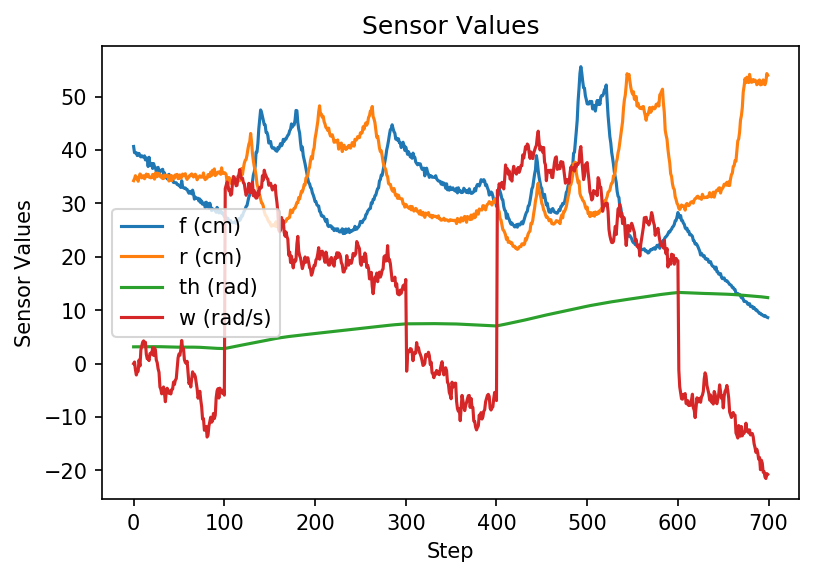 Sensor Values
Sensor Values
50
40
30
20
10
0
−10
−20
f (cm)
r (cm)
th (rad)
w (rad/s)
0 100 200 300 400 500 600 700
Step